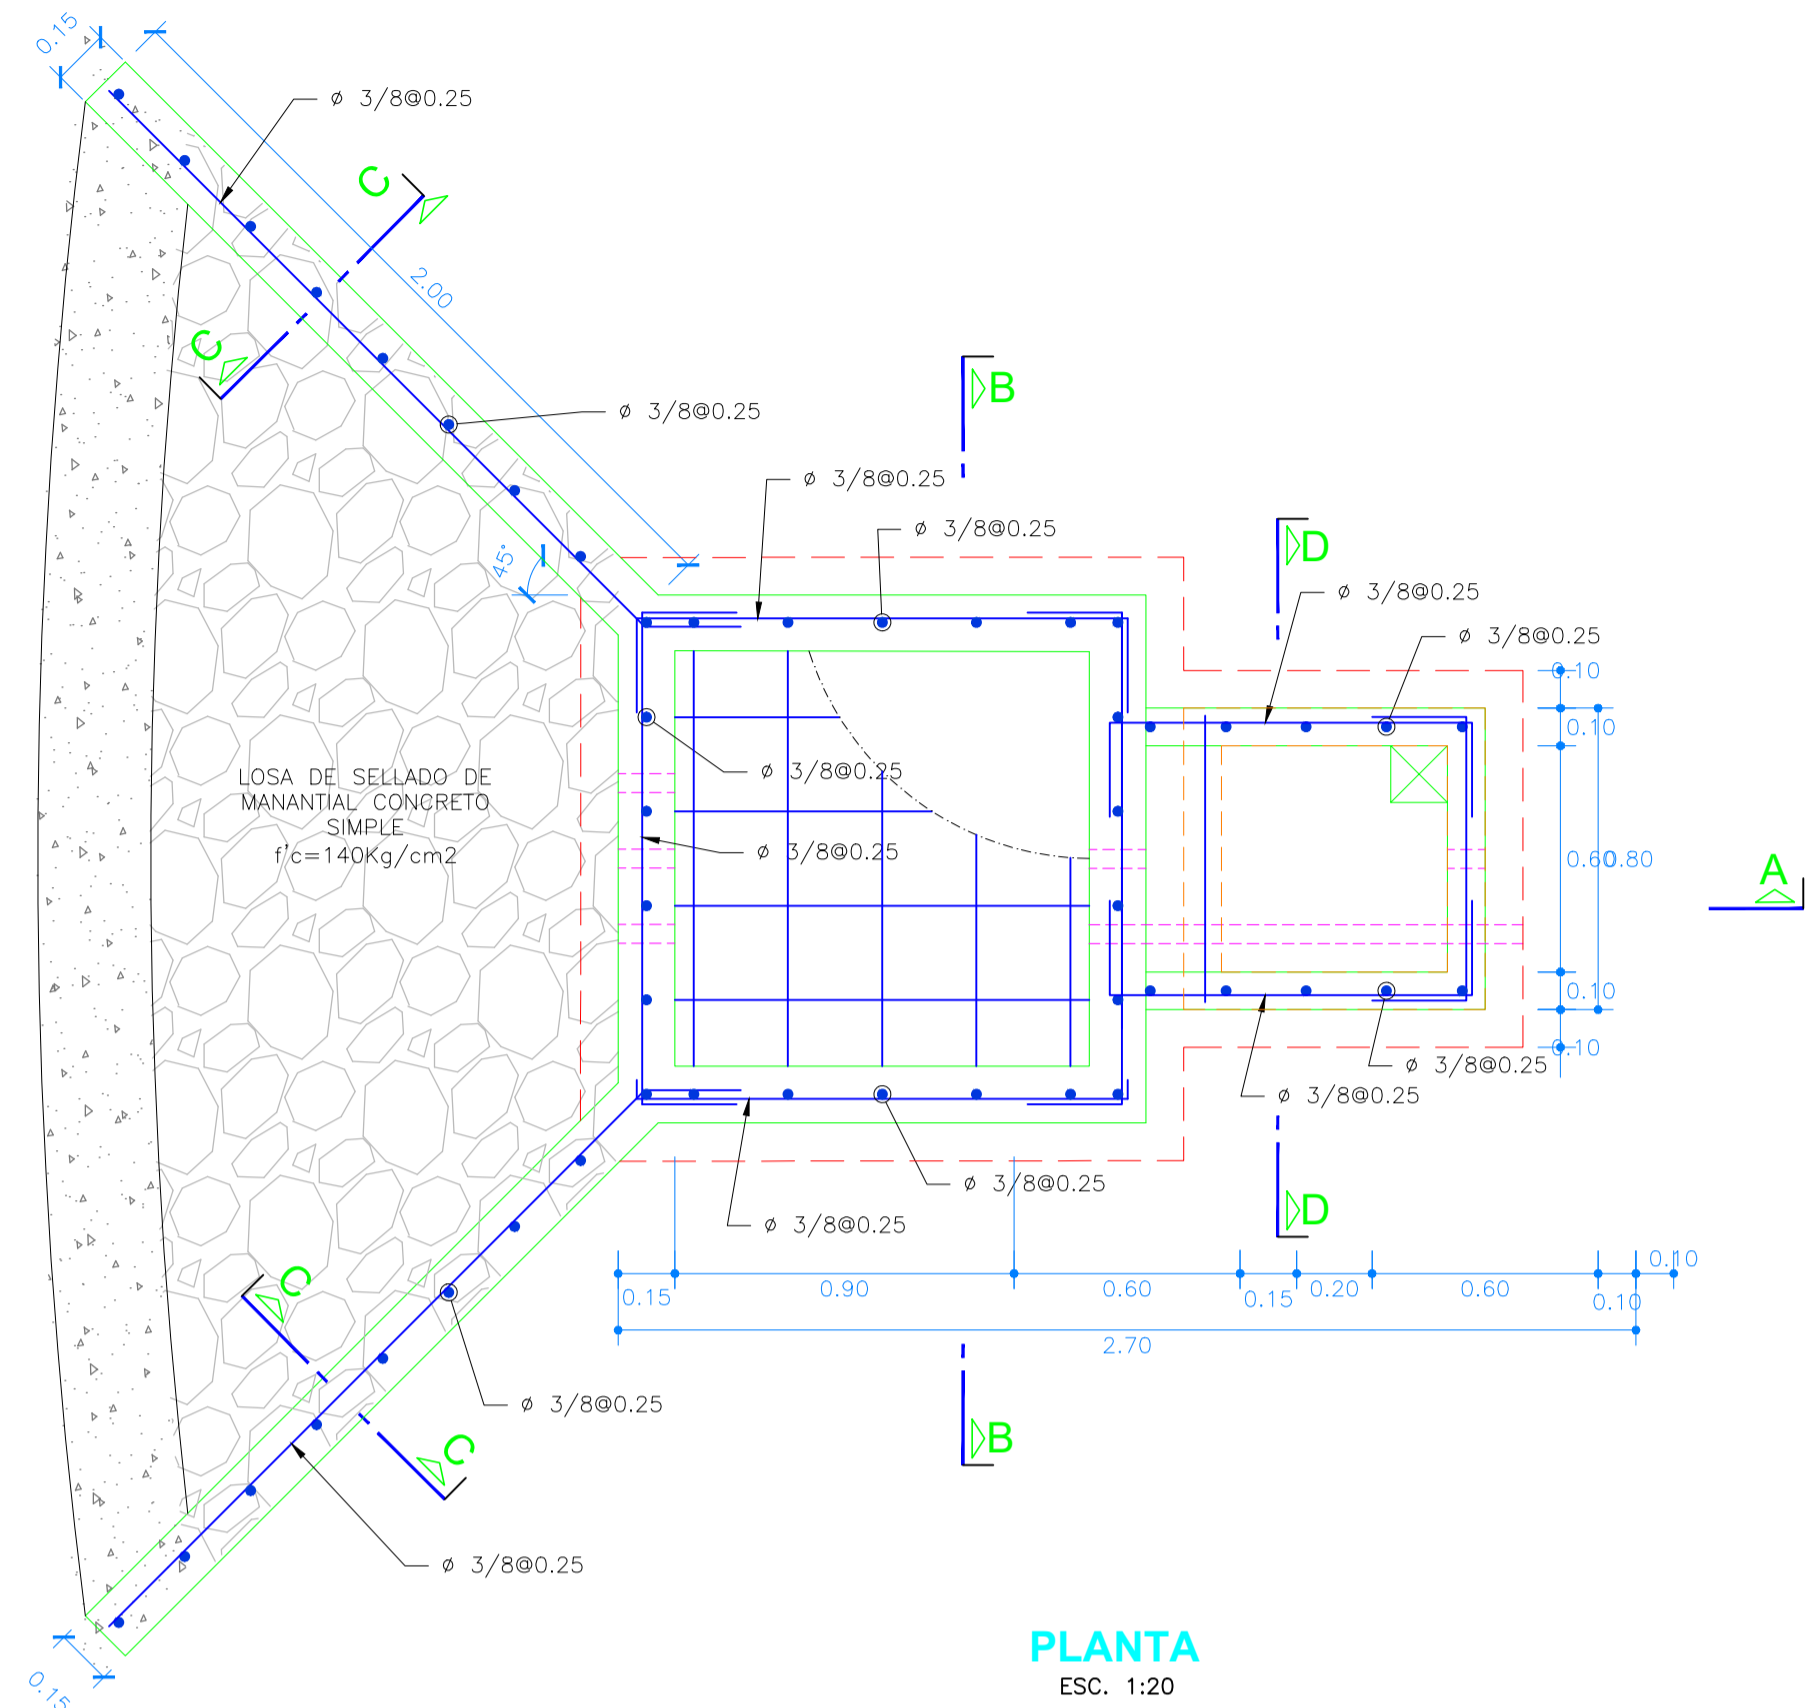 0.15
ø 3/8@0.25
C
2.00
C
B
ø 3/8@0.25
ø 3/8@0.25
ø 3/8@0.25
D
45°
ø 3/8@0.25
ø 3/8@0.25
0.10
0.10
ø 3/8@0.25
LOSA DE SELLADO DE
MANANTIAL CONCRETO
SIMPLE
f'c=140Kg/cm2
ø 3/8@0.25
0.60
0.80
A
0.10
0.10
ø 3/8@0.25
ø 3/8@0.25
ø 3/8@0.25
ø 3/8@0.25
D
C
0.15
0.90
0.60
0.15
0.20
0.60
0.10
0.10
2.70
ø 3/8@0.25
C
B
ø 3/8@0.25
0.15
PLANTA
ESC. 1:20